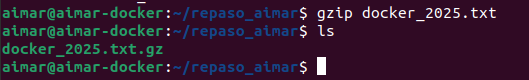 aimar@aimar-docker:~/repaso_aimar$ gzip docker_2025.txt
aimar@aimar-docker:~/repaso_aimar$ ls
docker_2025.txt.gz
aimar@aimar-docker:~/repaso_aimar$